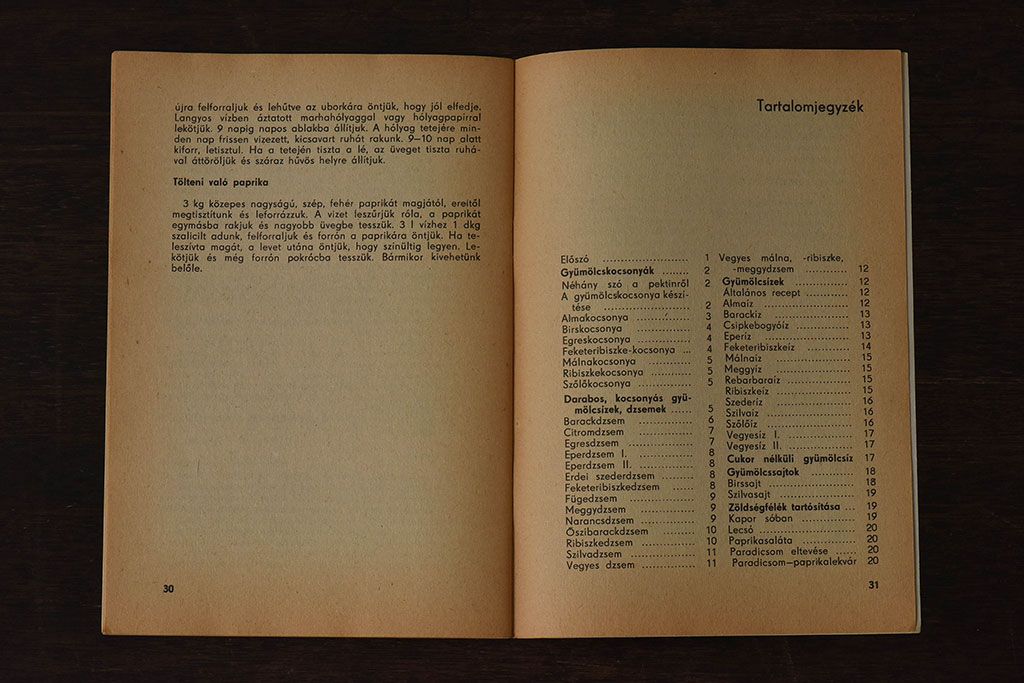 újra felforraljuk és lehűtve az uborkára öntjük, hogy jól elfedje.
Langyos vízben áztatott marhahólyaggal vagy hólyagpapirral
lekötjük. 9 napig napos ablakba állítjuk. A hólyag tetejére min-
den nap frissen vizezett, kicsavart ruhát rakunk. 9–10 nap alatt
kiforr, letisztul. Ha a tetején tiszta a lé, az üveget tiszta ruhá-
val áttöröljük és száraz hűvös helyre állítjuk.
Tölteni való paprika
3 kg közepes nagyságú, szép, fehér paprikát magjától, ereitől
megtisztítunk és leforrázzuk. A vizet leszűrjük róla, a paprikát
egymásba rakjuk és nagyobb üvegbe tesszük. 3 l vízhez 1 dkg
szalicilt adunk, felforraljuk és forrón a paprikára öntjük. Ha te-
leszívta magát, a levet utána öntjük, hogy színültig legyen. Le-
kötjük és még forrón pokrócba tesszük. Bármikor kivehetünk
belőle.
30
Tartalomjegyzék
Előszó ........................ 1
Gyümölcskocsonyák ........ 2
Néhány szó a pektinről 2
A gyümölcskocsonya készí-
tése ........................ 2
Almakocsonya ............... 3
Birskocsonya ................. 4
Egreskocsonya ............... 4
Feketeribiszke-kocsonya ... 4
Málnakocsonya .............. 5
Ribiszkekocsonya ........... 5
Szőlőkocsonya ............... 5
Darabos, kocsonyás gyü-
mölcsízek, dzsemek ...... 5
Barackdzsem ................. 6
Citromdzsem ................. 7
Egresdzsem .................. 7
Eperdzsem I. ................ 8
Eperdzsem II. ............... 8
Erdei szederdzsem ......... 8
Feketeribiszkedzsem ...... 8
Fügedzsem ................... 9
Meggydzsem ................. 9
Narancsdzsem ............... 9
Őszibarackdzsem ........... 10
Ribiszkedzsem ............... 10
Szilvadzsem .................. 11
Vegyes dzsem ............... 11
Vegyes málna, -ribiszke,
-meggydzsem ............ 12
Gyümölcsízek ............... 12
Általános recept ............ 12
Almaíz ........................ 12
Barackíz ...................... 13
Csipkebogyóíz ............... 13
Eperíz ......................... 13
Feketeribiszkeíz ............ 14
Málnaíz ....................... 15
Meggyíz ...................... 15
Rebarbaraíz ................. 15
Ribiszkeíz .................... 15
Szederíz ...................... 16
Szilvaíz ....................... 16
Szőlőíz ........................ 16
Vegyesíz I. ................... 17
Vegyesíz II. .................. 17
Cukor nélküli gyümölcsíz 17
Gyümölcssajtok ............ 18
Birssajt ....................... 18
Szilvasajt ..................... 19
Zöldségfélék tartósítása ... 19
Kapor sóban ................. 19
Lecsó .......................... 20
Paprikasaláta ................ 20
Paradicsom eltevése ...... 20
Paradicsom–paprikalekvár 20
31